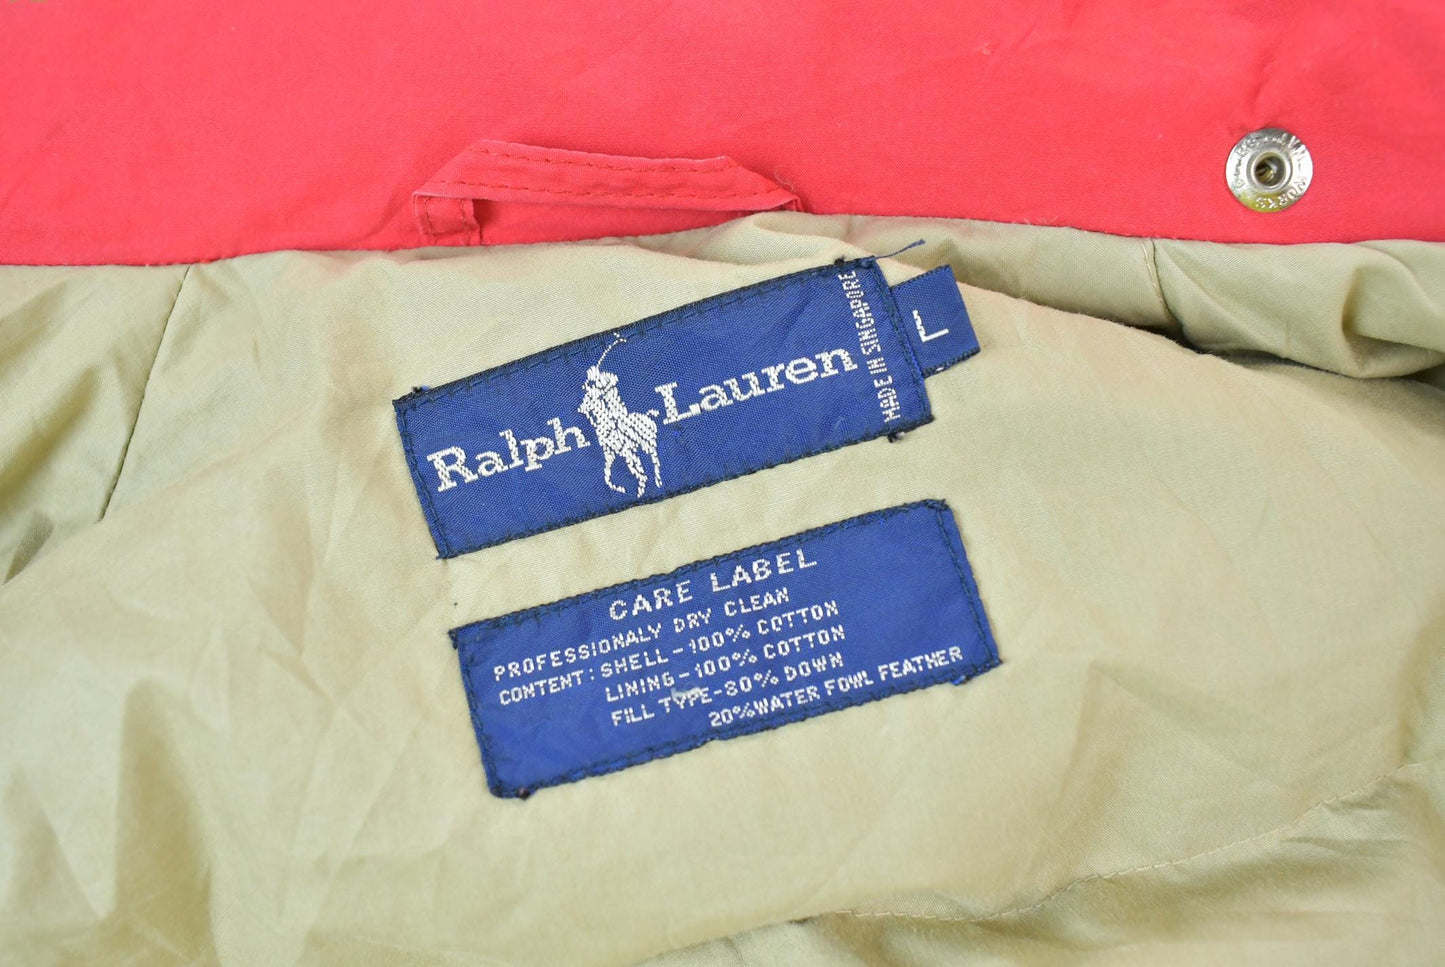 Ralph Lauren
MADE IN SINGAPORE
L
CARE LABEL
PROFESSIONALY DRY CLEAN
CONTENT: SHELL-100% COTTON
LINING-100% COTTON
FILL TYPE-80% DOWN
20% WATER FOWL FEATHER